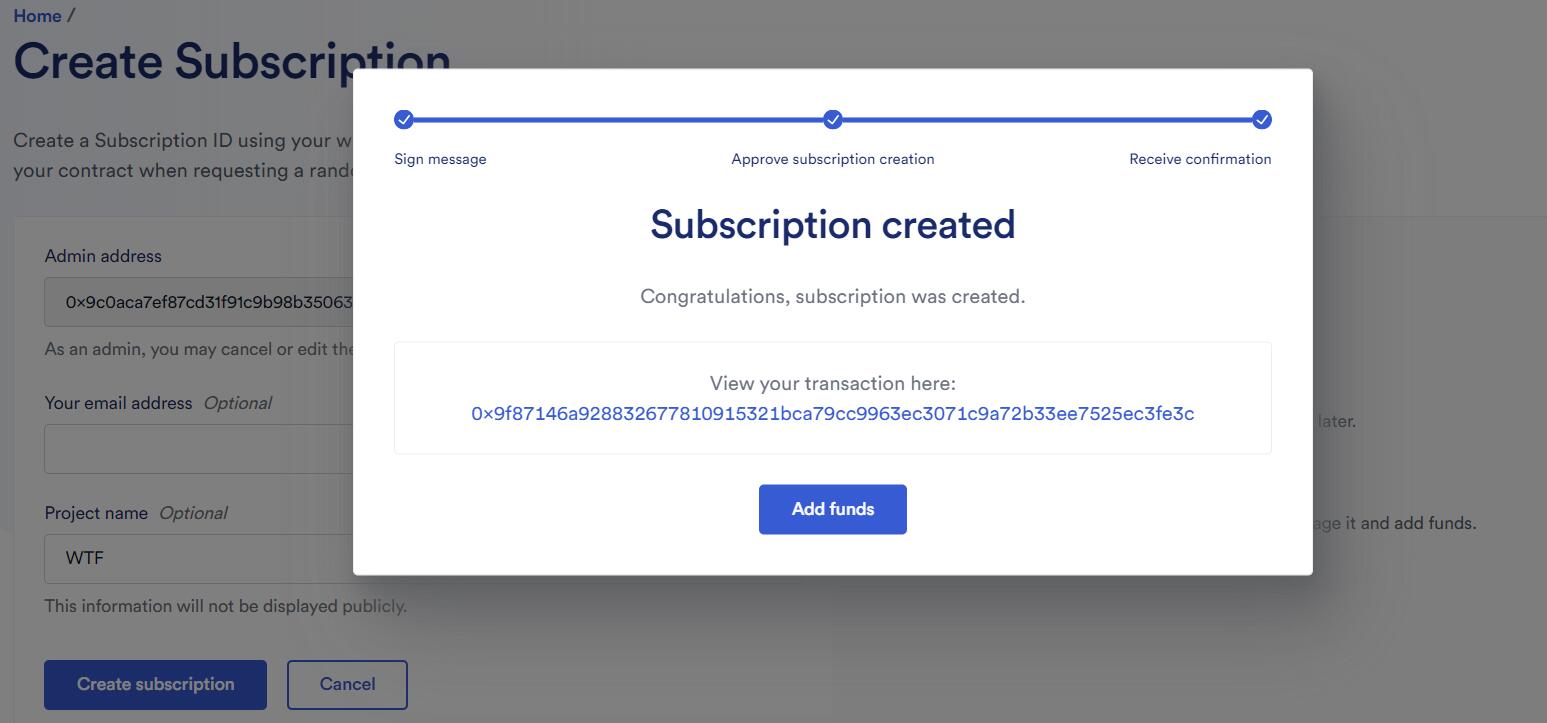 Home /
Create Subscription
Create a Subscription ID using your
your contract when requesting a
Admin address
0x9c0aca7ef87cd31f91c9b98b35063
As an admin, you may cancel or edit
Your email address Optional
Project name Optional
WTF
This information will not be displayed publicly.
Create subscription
Cancel
Sign message
Approve subscription creation
Receive confirmation
Subscription created
Congratulations, subscription was created.
View your transaction here:
0x9f87146a928832677810915321bca79cc9963ec3071c9a72b33ee7525ec3fe3c
Add funds
later.
it and add funds.